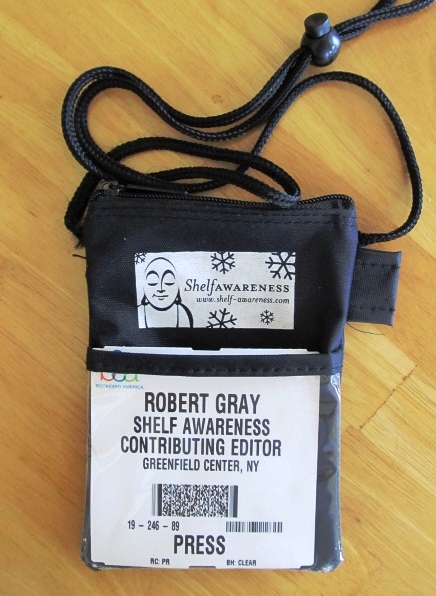 ShelfAWARENESS
www.shelf-awareness.com
bea
BOOKEXPO AMERICA
ROBERT GRAY
SHELF AWARENESS
CONTRIBUTING EDITOR
GREENFIELD CENTER, NY
19 - 246 - 89
PRESS
RC: PR BH: CLEAR